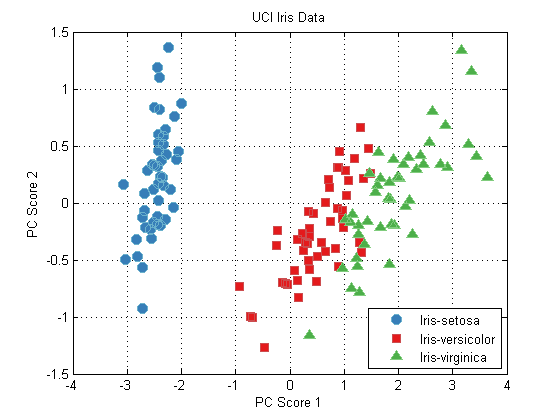 UCI Iris Data
1.5
1
0.5
0
-0.5
-1
-1.5
PC Score 2
-4
-3
-2
-1
0
1
2
3
4
PC Score 1
Iris-setosa
Iris-versicolor
Iris-virginica